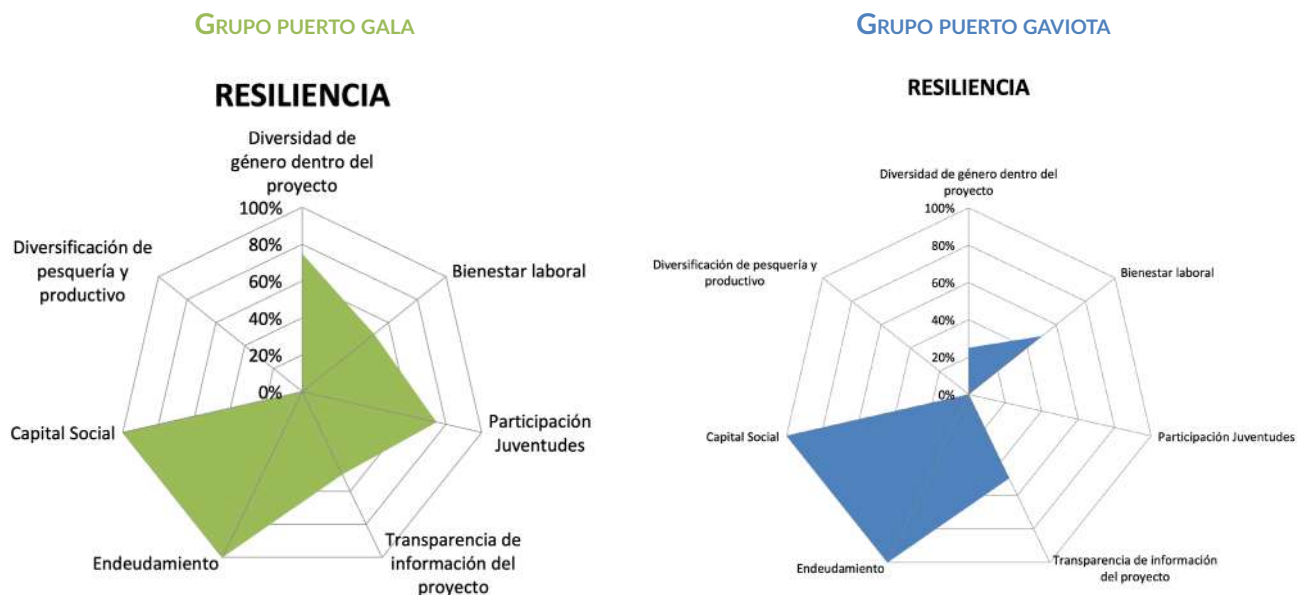 GRUPO PUERTO GALA
RESILIENCIA
Diversidad de
género dentro del
proyecto
100%
80%
60%
40%
20%
0%
Bienestar laboral
Participación
Juventudes
Transparencia de
información del
proyecto
Endeudamiento
Capital Social
Diversificación de
pesquería y
productivo
GRUPO PUERTO GAVIOTA
RESILIENCIA
Diversidad de género dentro del
proyecto
100%
80%
60%
40%
20%
0%
Bienestar laboral
Participación Juventudes
Transparencia de información
del proyecto
Endeudamiento
Capital Social
Diversificación de pesquería y
productivo